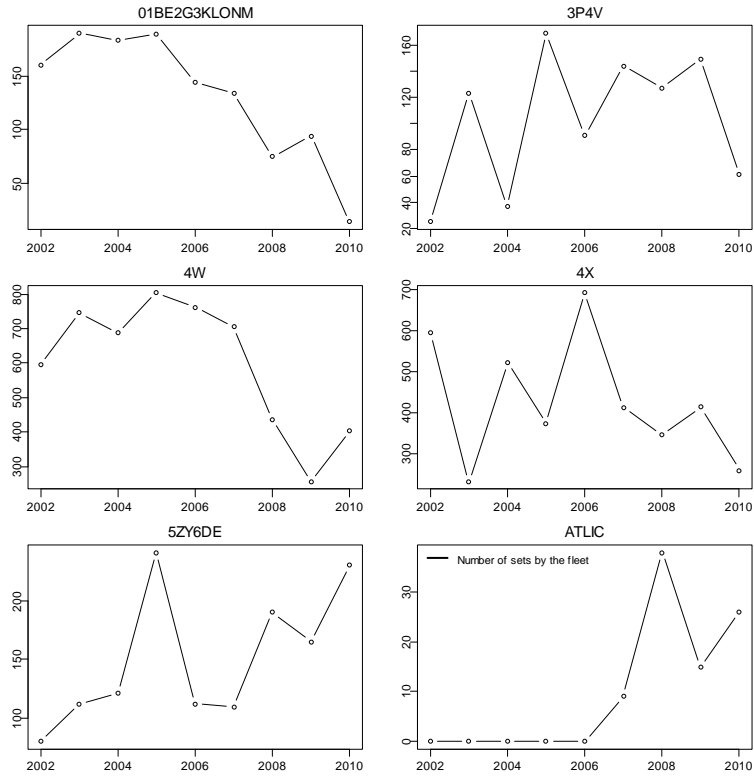 01BE2G3KLONM
50 100 150
2002 2004 2006 2008 2010
3P4V
20 60 80 120 160
2002 2004 2006 2008 2010
4W
300 400 500 600 700 800
2002 2004 2006 2008 2010
4X
300 400 500 600 700
2002 2004 2006 2008 2010
5ZY6DE
100 150 200
2002 2004 2006 2008 2010
ATLIC
Number of sets by the fleet
0 10 20 30
2002 2004 2006 2008 2010